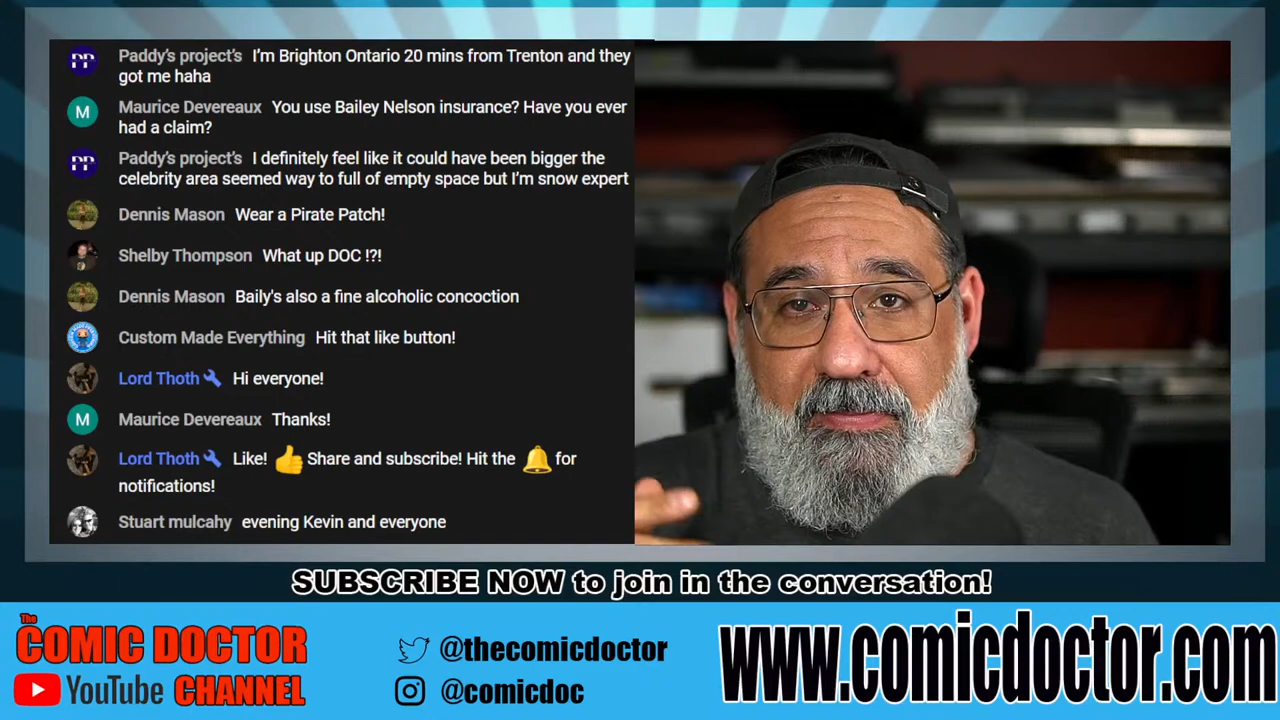 Paddy's project's I'm Brighton Ontario 20 mins from Trenton and they
got me haha
M Maurice Devereaux You use Bailey Nelson insurance? Have you ever
had a claim?
Paddy's project's I definitely feel like it could have been bigger the
celebrity area seemed way to full of empty space but I'm snow expert
Dennis Mason Wear a Pirate Patch!
Shelby Thompson What up DOC !?!
Dennis Mason Baily's also a fine alcoholic concoction
Custom Made Everything Hit that like button!
Lord Thoth Hi everyone!
M Maurice Devereaux Thanks!
Lord Thoth Like! 👍 Share and subscribe! Hit the 🔔 for
notifications!
Stuart mulcahy evening Kevin and everyone
SUBSCRIBE NOW to join in the conversation!
The
COMIC DOCTOR
YouTube CHANNEL
@thecomicdoctor
@comicdoc
www.comicdoctor.com